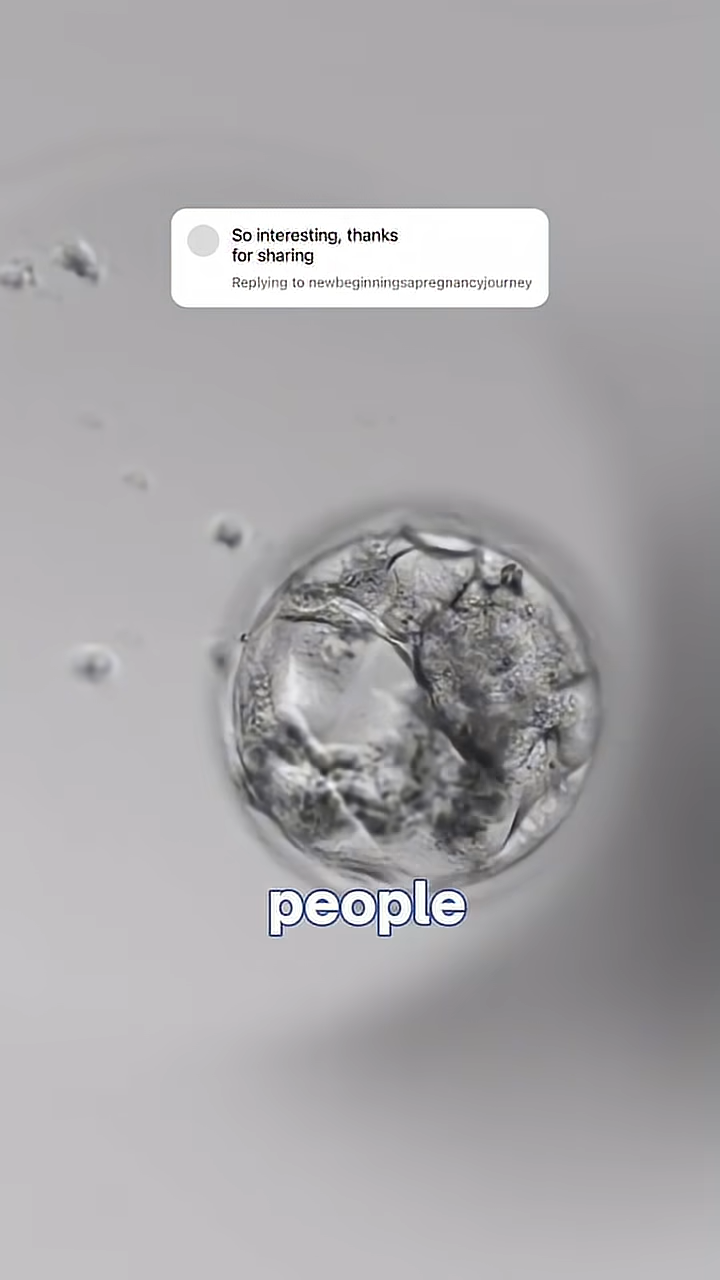 So interesting, thanks
for sharing
Replying to newbeginningsapregnancyjourney
people